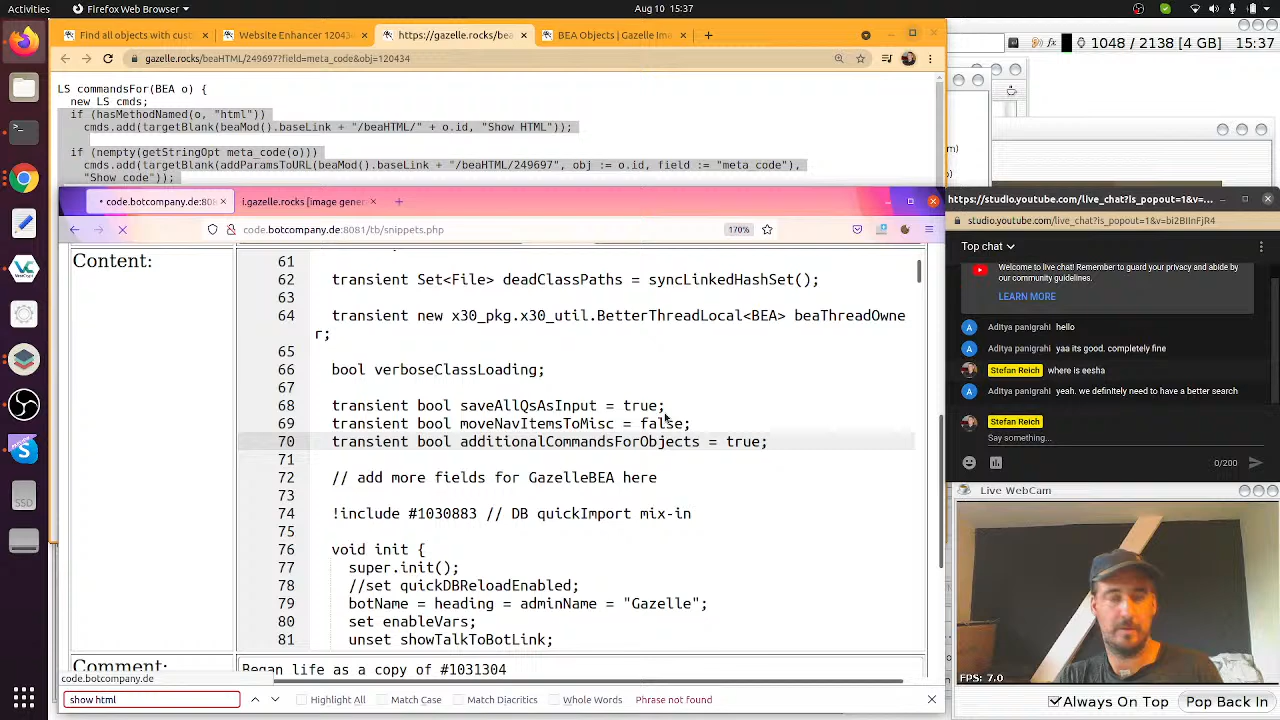 Activities
Firefox Web Browser
Aug 10 15:37
Find all objects with cust
Website Enhancer 12043
https://gazelle.rocks/bea
BEA Objects | Gazelle Ima
1048 / 2138 [4 GB]
15:37
gazelle.rocks/beaHTML/249697?field=meta_code&obj=120434
LS commandsFor(BEA o) {
new LS cmds;
if (hasMethodNamed(o, "html"))
cmds.add(targetBlank(beaMod().baseLink + "/beaHTML/" + o.id, "Show HTML"));
if (nempty(getStringOpt meta_code(o)))
cmds.add(targetBlank(addParamsToURL(beaMod().baseLink + "/beaHTML/249697", obj := o.id, field := "meta_code"),
"Show code"));
code.botcompany.de:808
i.gazelle.rocks [image gener
code.botcompany.de:8081/tb/snippets.php
170%
Content:
61
62 transient Set<File> deadClassPaths = syncLinkedHashSet();
63
64 transient new x30_pkg.x30_util.BetterThreadLocal<BEA> beaThreadOwne
r;
65
66 bool verboseClassLoading;
67
68 transient bool saveAllQsAsInput = true;
69 transient bool moveNavItemsToMisc = false;
70 transient bool additionalCommandsForObjects = true;
71
72 // add more fields for GazelleBEA here
73
74 !include #1030883 // DB quickImport mix-in
75
76 void init {
77 super.init();
78 //set quickDBReloadEnabled;
79 botName = heading = adminName = "Gazelle";
80 set enableVars;
81 unset showTalkToBotLink;
Comment:
Began life as a copy of #1031304
code.botcompany.de
show html
Highlight All
Match Case
Match Diacritics
Whole Words
Phrase not found
m)
)
https://studio.youtube.com/live_chat?is_popout=1&v=...
studio.youtube.com/live_chat?is_popout=1&v=bi2BIInFjR4
Top chat
Welcome to live chat! Remember to guard your privacy and abide by
our community guidelines.
LEARN MORE
A Aditya panigrahi hello
A Aditya panigrahi yaa its good. completely fine
Stefan Reich where is eesha
A Aditya panigrahi yeah. we definitely need to have a better search
Stefan Reich
Say something...
0/200
Live WebCam
FPS: 7.0
Always On Top
Pop Back In
SSD